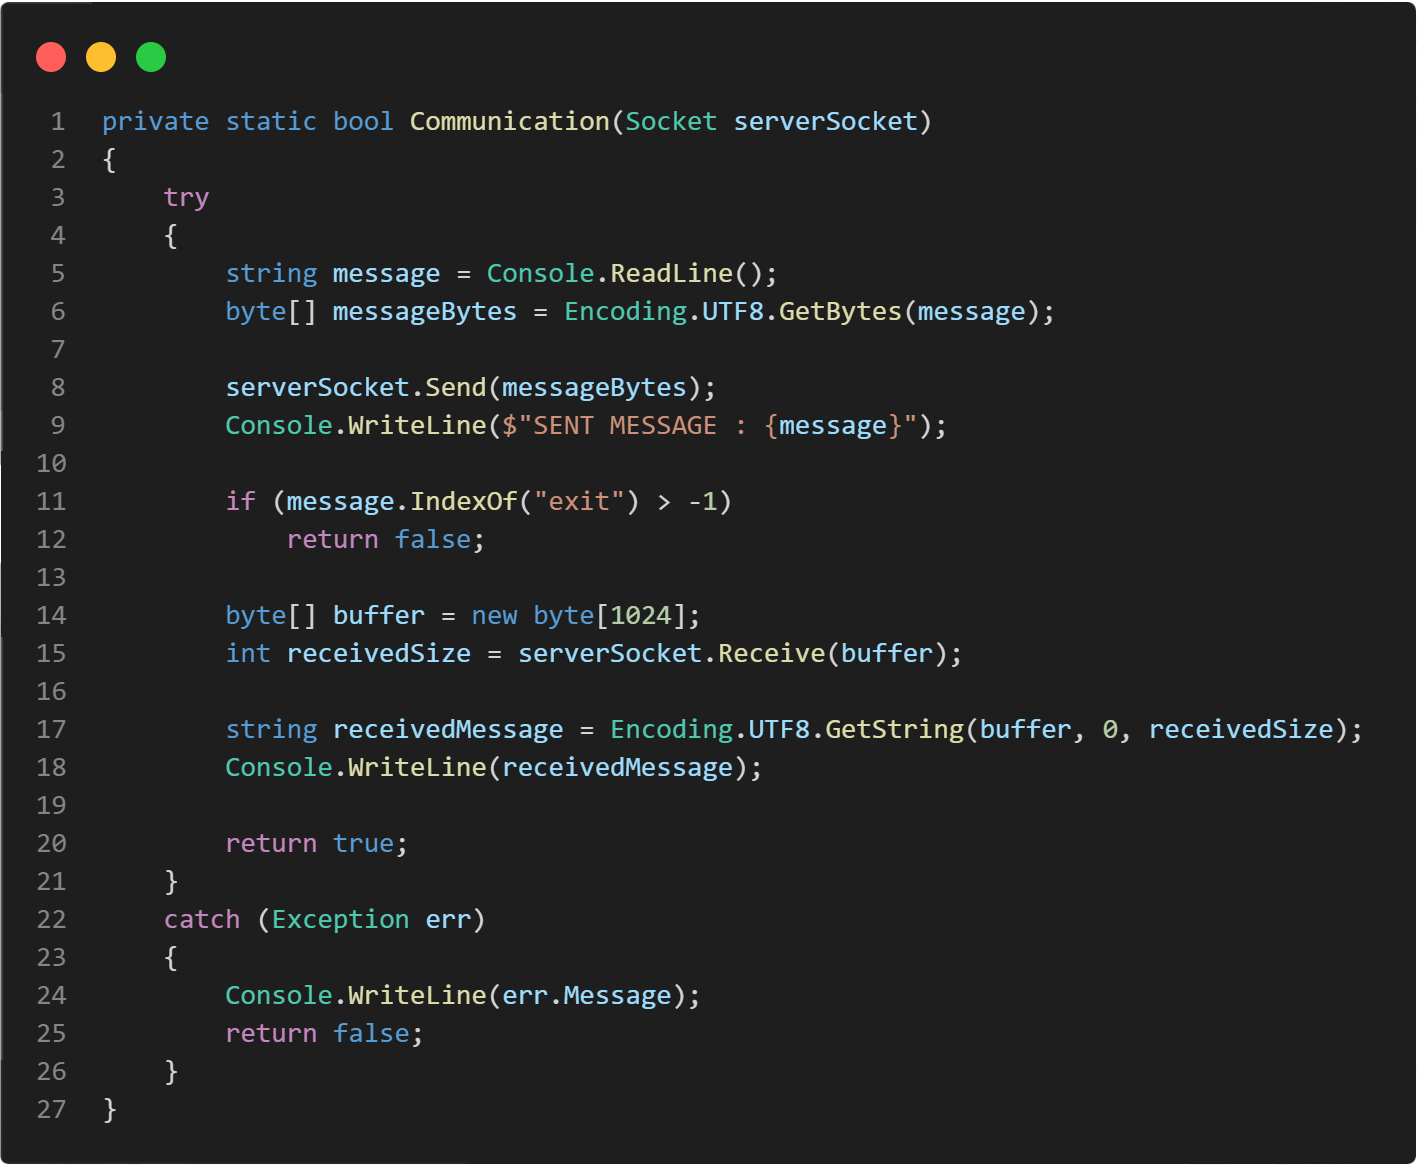 1 private static bool Communication(Socket serverSocket)
2 {
3     try
4     {
5         string message = Console.ReadLine();
6         byte[] messageBytes = Encoding.UTF8.GetBytes(message);
7
8         serverSocket.Send(messageBytes);
9         Console.WriteLine($"SENT MESSAGE : {message}");
10
11         if (message.IndexOf("exit") > -1)
12             return false;
13
14         byte[] buffer = new byte[1024];
15         int receivedSize = serverSocket.Receive(buffer);
16
17         string receivedMessage = Encoding.UTF8.GetString(buffer, 0, receivedSize);
18         Console.WriteLine(receivedMessage);
19
20         return true;
21     }
22     catch (Exception err)
23     {
24         Console.WriteLine(err.Message);
25         return false;
26     }
27 }